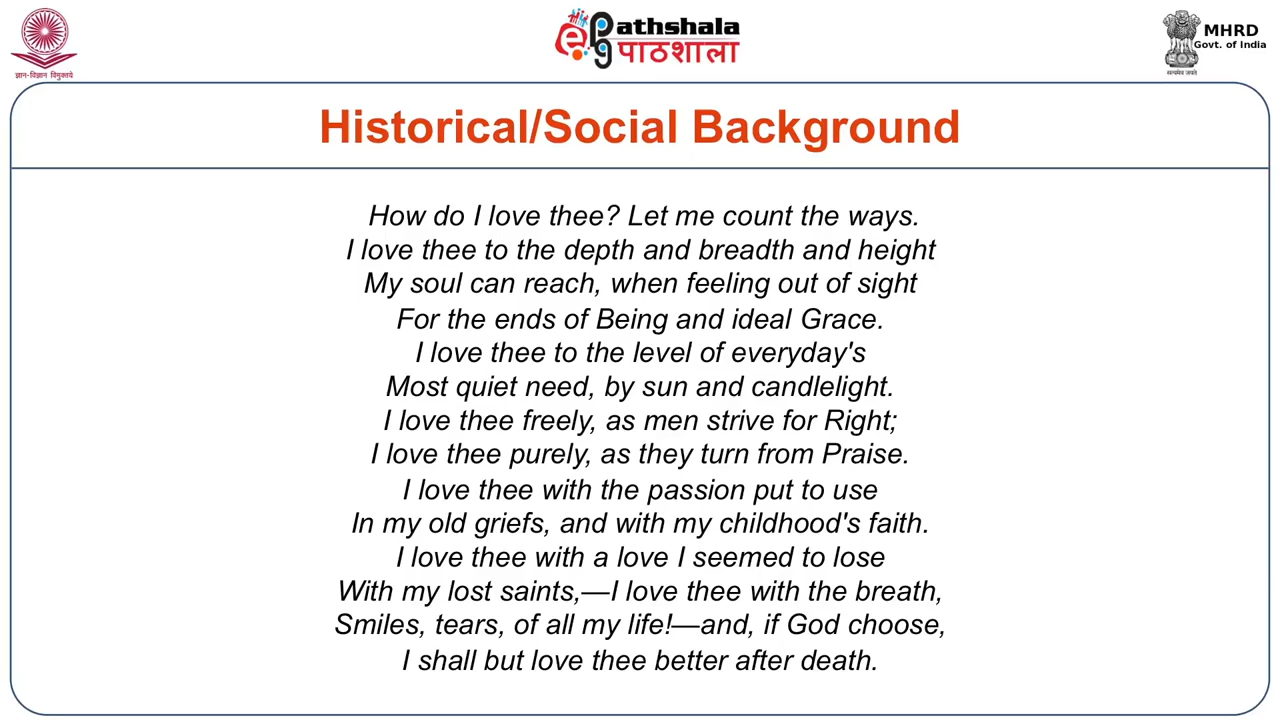 ज्ञान-विज्ञान विमुक्तये
ePathshala
पाठशाला
MHRD
Govt. of India
सत्यमेव जयते
Historical/Social Background
How do I love thee? Let me count the ways.
I love thee to the depth and breadth and height
My soul can reach, when feeling out of sight
For the ends of Being and ideal Grace.
I love thee to the level of everyday's
Most quiet need, by sun and candlelight.
I love thee freely, as men strive for Right;
I love thee purely, as they turn from Praise.
I love thee with the passion put to use
In my old griefs, and with my childhood's faith.
I love thee with a love I seemed to lose
With my lost saints,—I love thee with the breath,
Smiles, tears, of all my life!—and, if God choose,
I shall but love thee better after death.